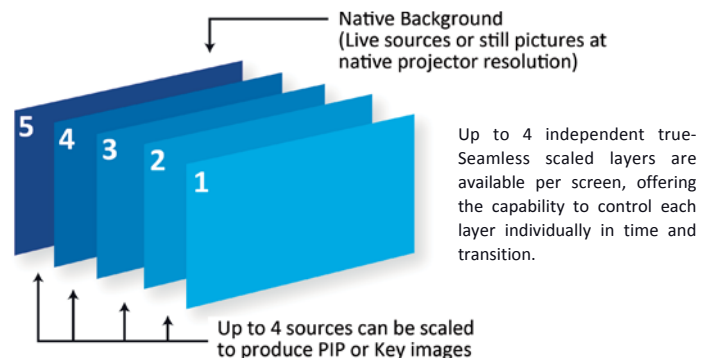 Native Background
(Live sources or still pictures at
native projector resolution)
5
4
3
2
1
Up to 4 independent true-
Seamless scaled layers are
available per screen, offering
the capability to control each
layer individually in time and
transition.
Up to 4 sources can be scaled
to produce PIP or Key images